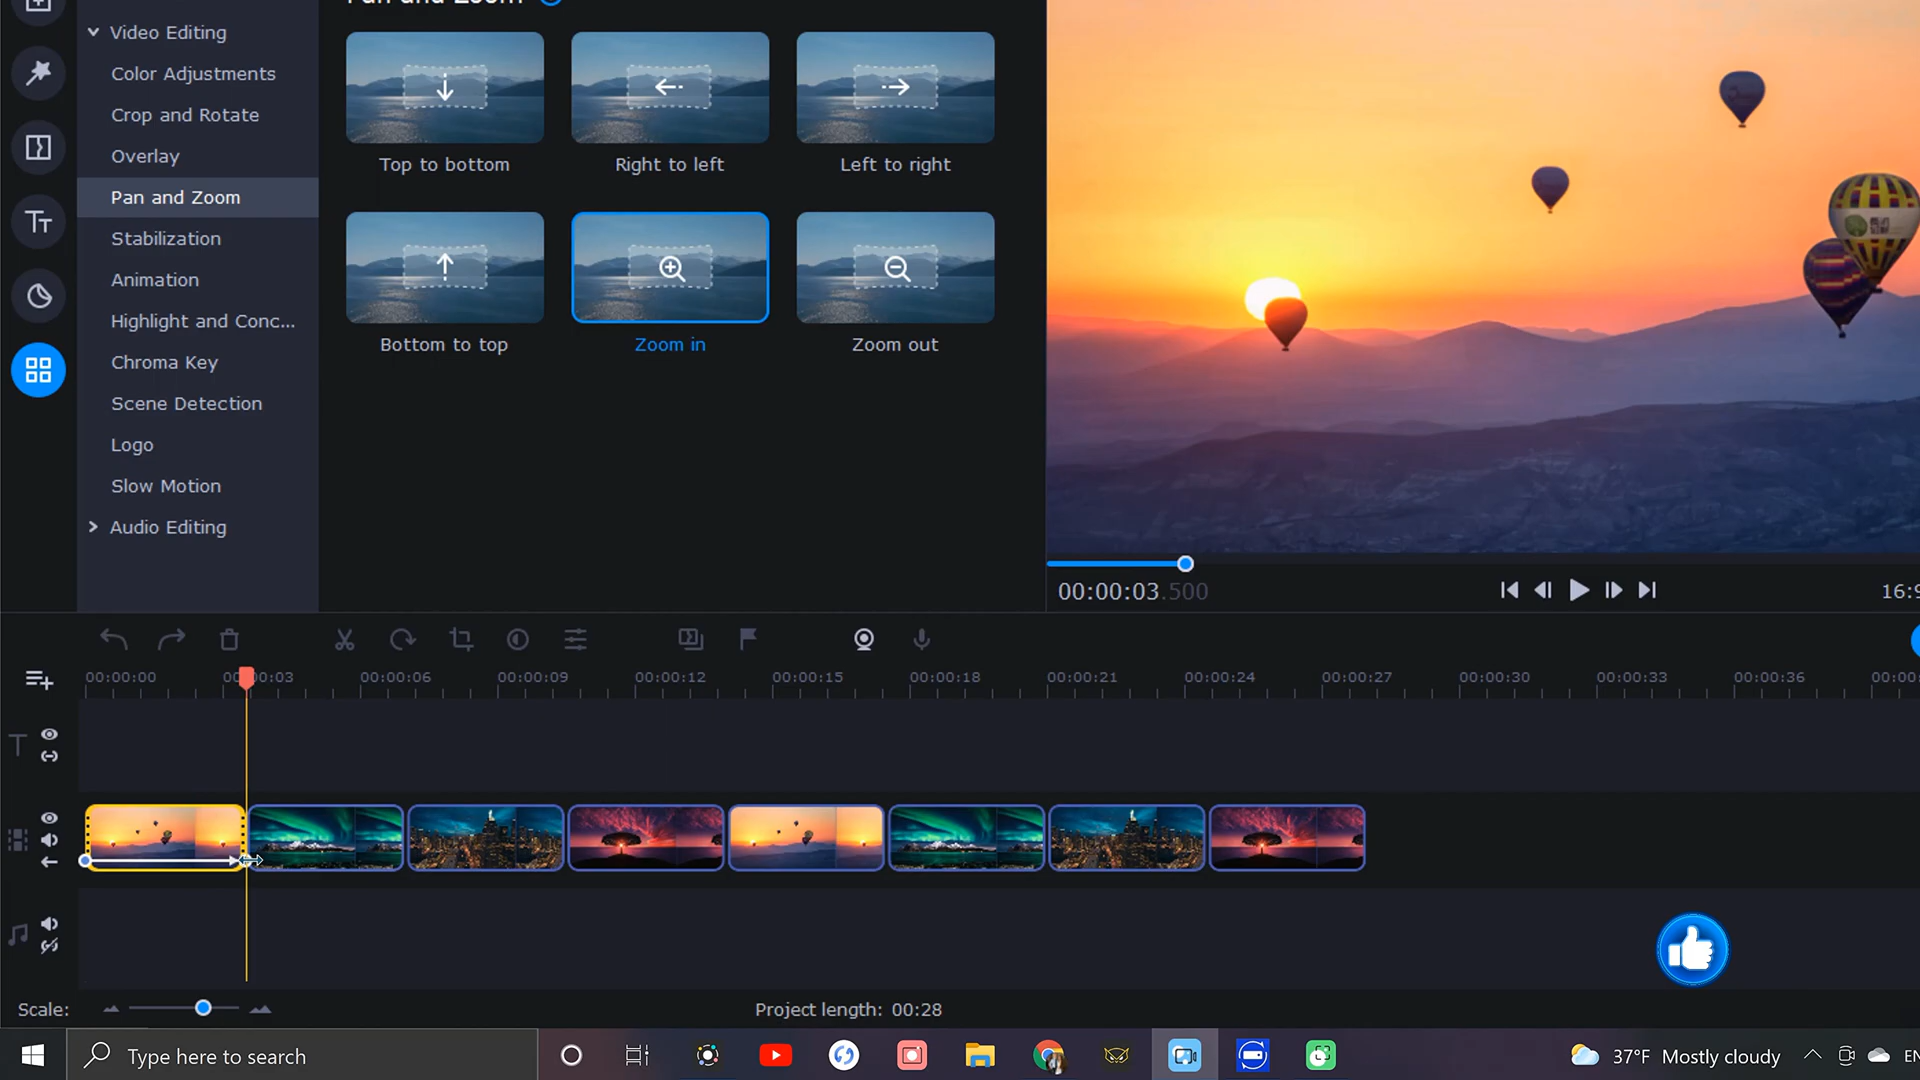 Pan and Zoom
Video Editing
Color Adjustments
Crop and Rotate
Overlay
Pan and Zoom
Stabilization
Animation
Highlight and Conc...
Chroma Key
Scene Detection
Logo
Slow Motion
Audio Editing
Top to bottom
Right to left
Left to right
Bottom to top
Zoom in
Zoom out
00:00:03.500
16:9
00:00:00
00:00:03
00:00:06
00:00:09
00:00:12
00:00:15
00:00:18
00:00:21
00:00:24
00:00:27
00:00:30
00:00:33
00:00:36
Scale:
Project length: 00:28
Type here to search
37°F Mostly cloudy